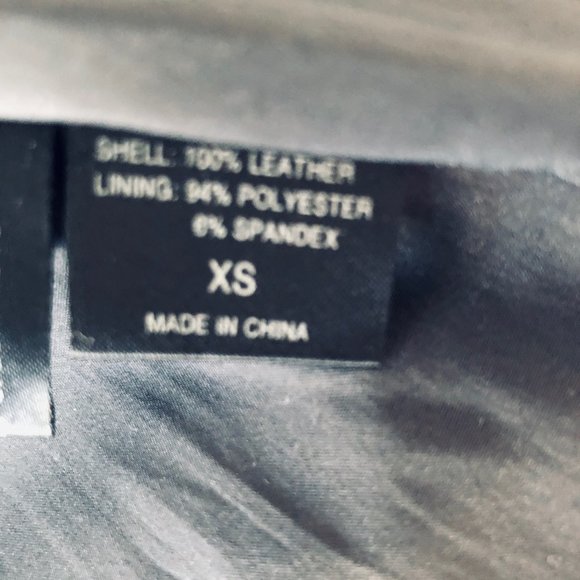 SHELL: 100% LEATHER
LINING: 94% POLYESTER
6% SPANDEX
XS
MADE IN CHINA